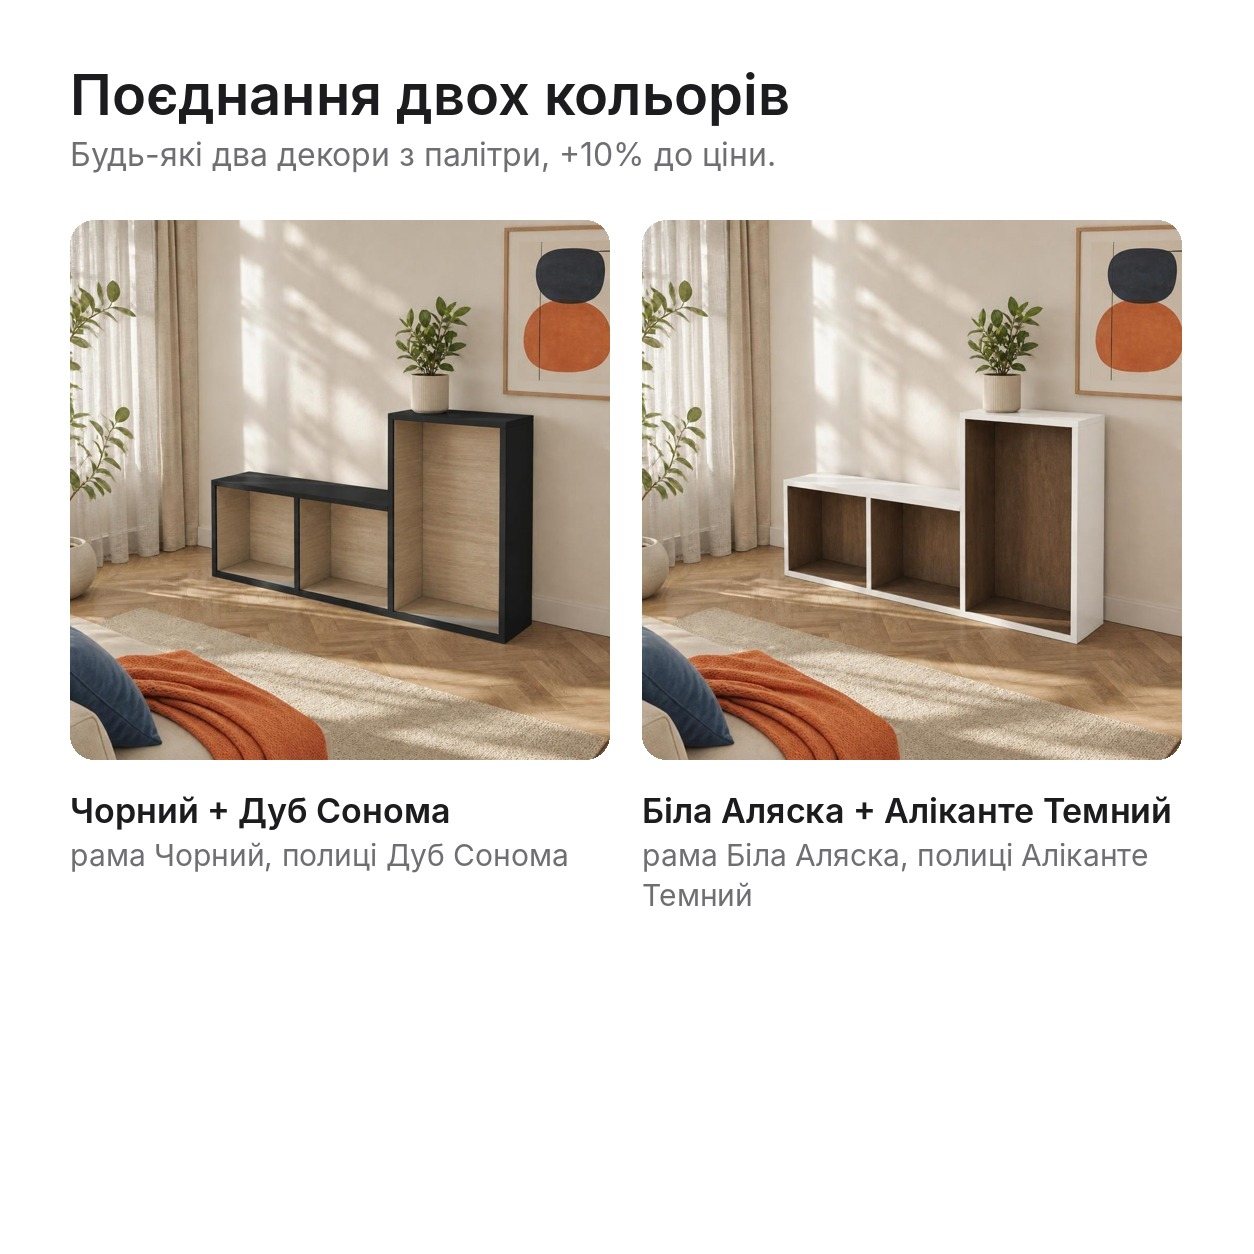 Поєднання двох кольорів
Будь-які два декори з палітри, +10% до ціни.
Чорний + Дуб Сонома
рама Чорний, полиці Дуб Сонома
Біла Аляска + Аліканте Темний
рама Біла Аляска, полиці Аліканте
Темний